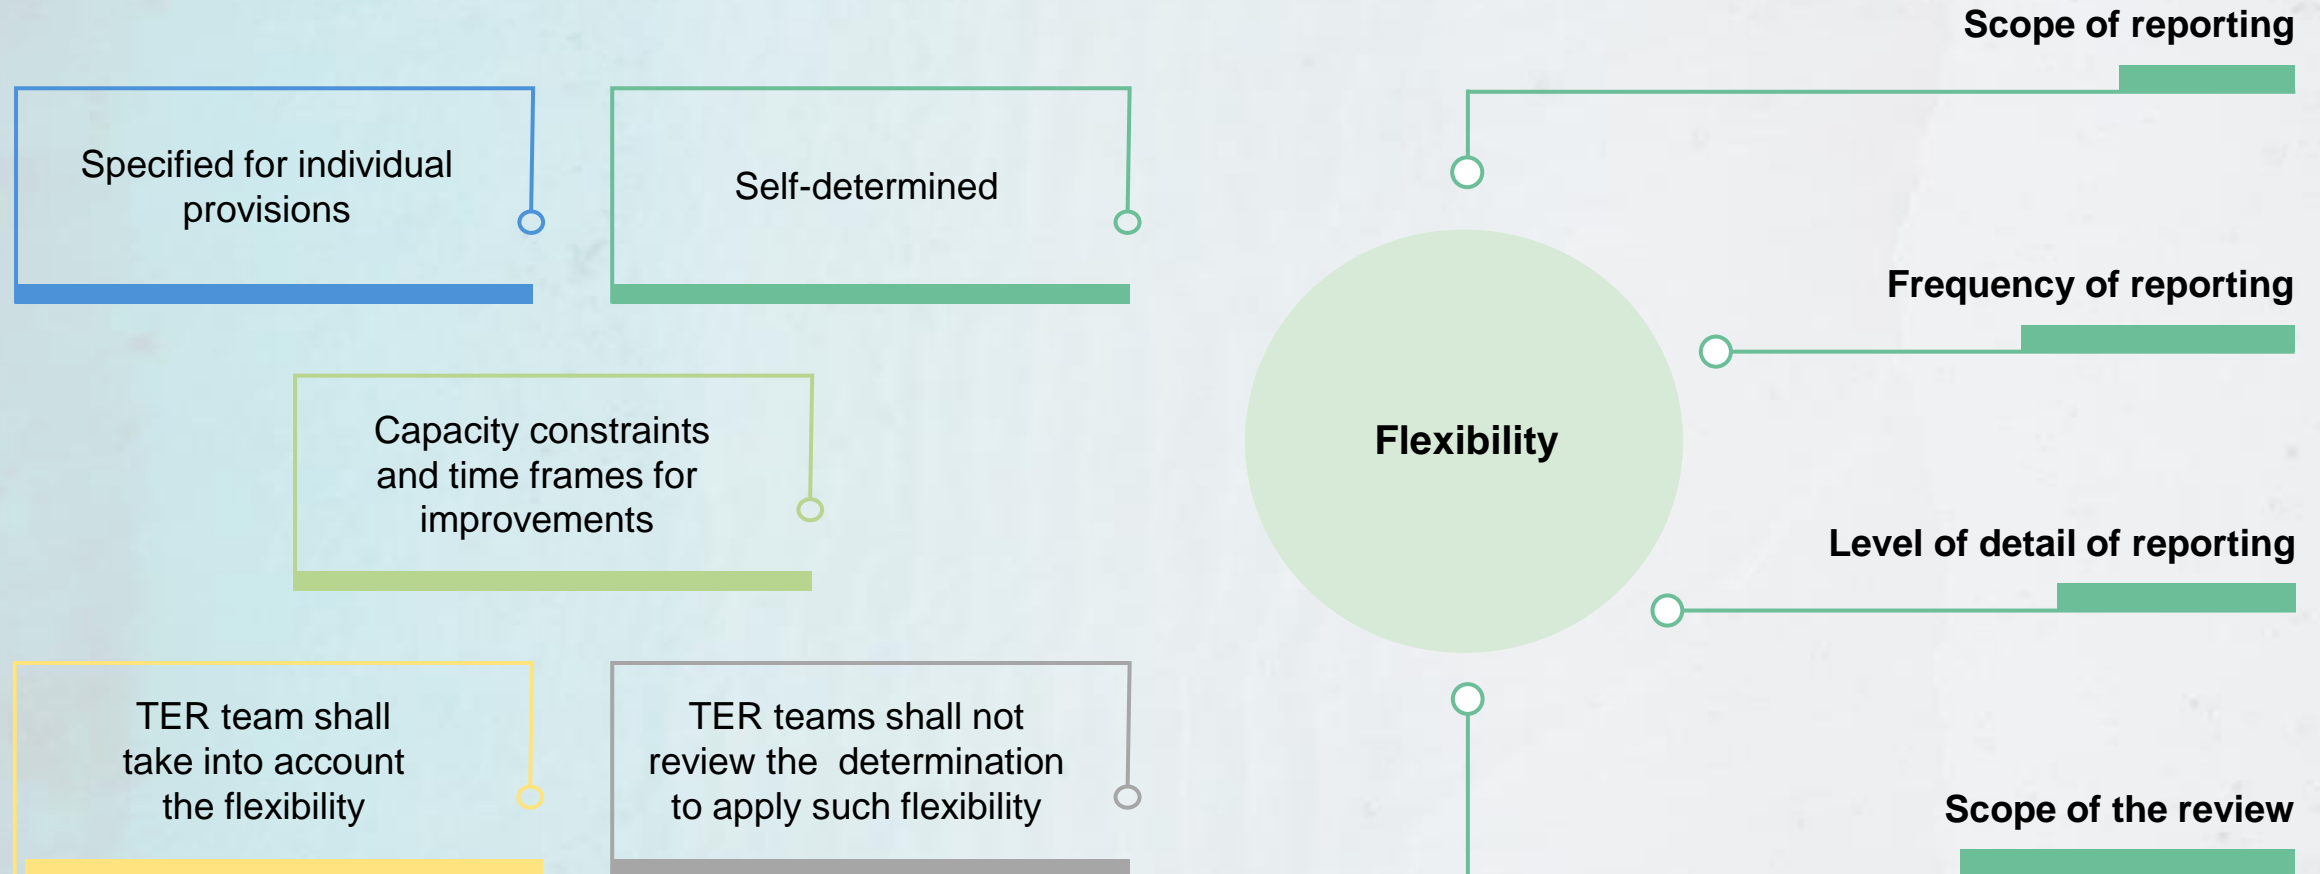 Specified for individual
provisions
Self-determined
Capacity constraints
and time frames for
improvements
TER team shall
take into account
the flexibility
TER teams shall not
review the  determination
to apply such flexibility
Scope of reporting
Frequency of reporting
Flexibility
Level of detail of reporting
Scope of the review